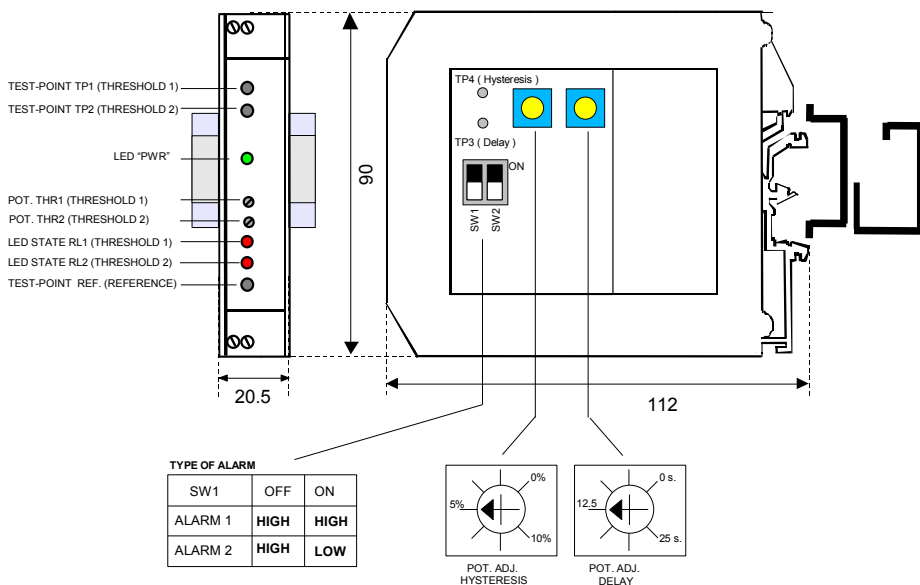 TEST-POINT TP1 (THRESHOLD 1)
TEST-POINT TP2 (THRESHOLD 2)
LED “PWR”
POT. THR1 (THRESHOLD 1)
POT. THR2 (THRESHOLD 2)
LED STATE RL1 (THRESHOLD 1)
LED STATE RL2 (THRESHOLD 2)
TEST-POINT REF. (REFERENCE)
20.5
90
TP4 ( Hysteresis )
TP3 ( Delay )
ON
SW1
SW2
112
TYPE OF ALARM
SW1 OFF ON
ALARM 1 HIGH HIGH
ALARM 2 HIGH LOW
0%
5%
10%
POT. ADJ.
HYSTERESIS
0 s.
12.5
25 s.
POT. ADJ.
DELAY